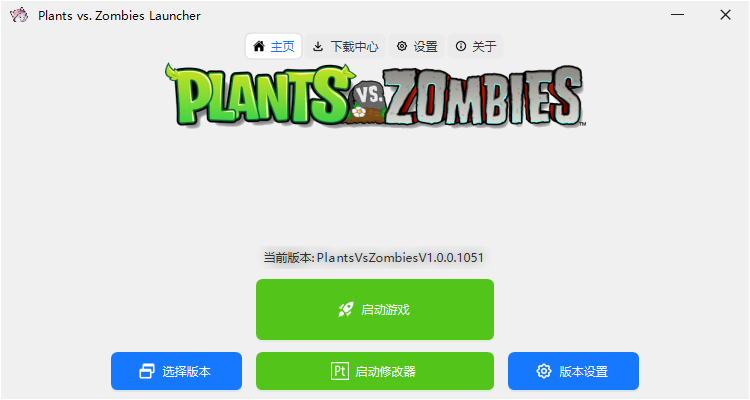 Plants vs. Zombies Launcher
主页 下载中心 设置 关于
PLANTS VS. ZOMBIES™
当前版本: PlantsVsZombiesV1.0.0.1051
启动游戏
选择版本 Pt 启动修改器 版本设置